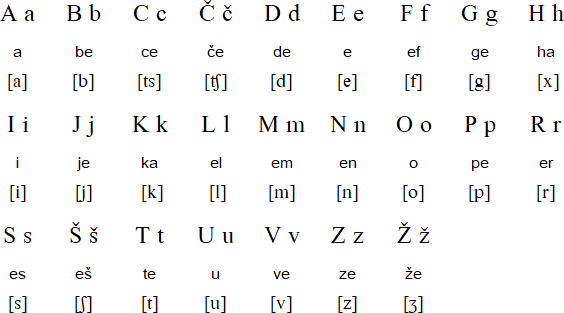 A a B b C c Č č D d E e F f G g H h
a be ce če de e ef ge ha
[a] [b] [ts] [ʧ] [d] [e] [f] [g] [x]
I i J j K k L l M m N n O o P p R r
i je ka el em en o pe er
[i] [j] [k] [l] [m] [n] [o] [p] [r]
S s Š š T t U u V v Z z Ž ž
es eš te u ve ze že
[s] [ʃ] [t] [u] [v] [z] [ʒ]